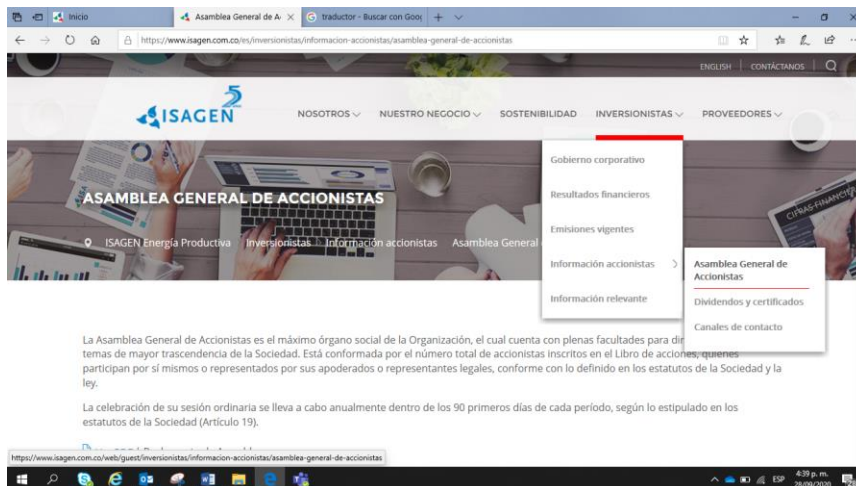 Inicio
Asamblea General de A
traductor - Buscar con Goog
https://www.isagen.com.co/es/inversionistas/informacion-accionistas/asamblea-general-de-accionistas
ENGLISH | CONTÁCTANOS
ISAGEN
25
NOSOTROS NUESTRO NEGOCIO SOSTENIBILIDAD INVERSIONISTAS PROVEEDORES
Gobierno corporativo
Resultados financieros
Emisiones vigentes
Información accionistas
Información relevante
Asamblea General de
Accionistas
Dividendos y certificados
Canales de contacto
CIFRAS FINANCIE
ASAMBLEA GENERAL DE ACCIONISTAS
ISAGEN Energía Productiva Inversionistas Información accionistas Asamblea General
La Asamblea General de Accionistas es el máximo órgano social de la Organización, el cual cuenta con plenas facultades para dir
temas de mayor trascendencia de la Sociedad. Está conformada por el número total de accionistas inscritos en el Libro de acciones, quienes
participan por sí mismos o representados por sus apoderados o representantes legales, conforme con lo definido en los estatutos de la Sociedad y la
ley.
La celebración de su sesión ordinaria se lleva a cabo anualmente dentro de los 90 primeros días de cada período, según lo estipulado en los
estatutos de la Sociedad (Artículo 19).
https://www.isagen.com.co/web/guest/inversionistas/informacion-accionistas/asamblea-general-de-accionistas
ESP
4:39 p. m.
28/09/2020